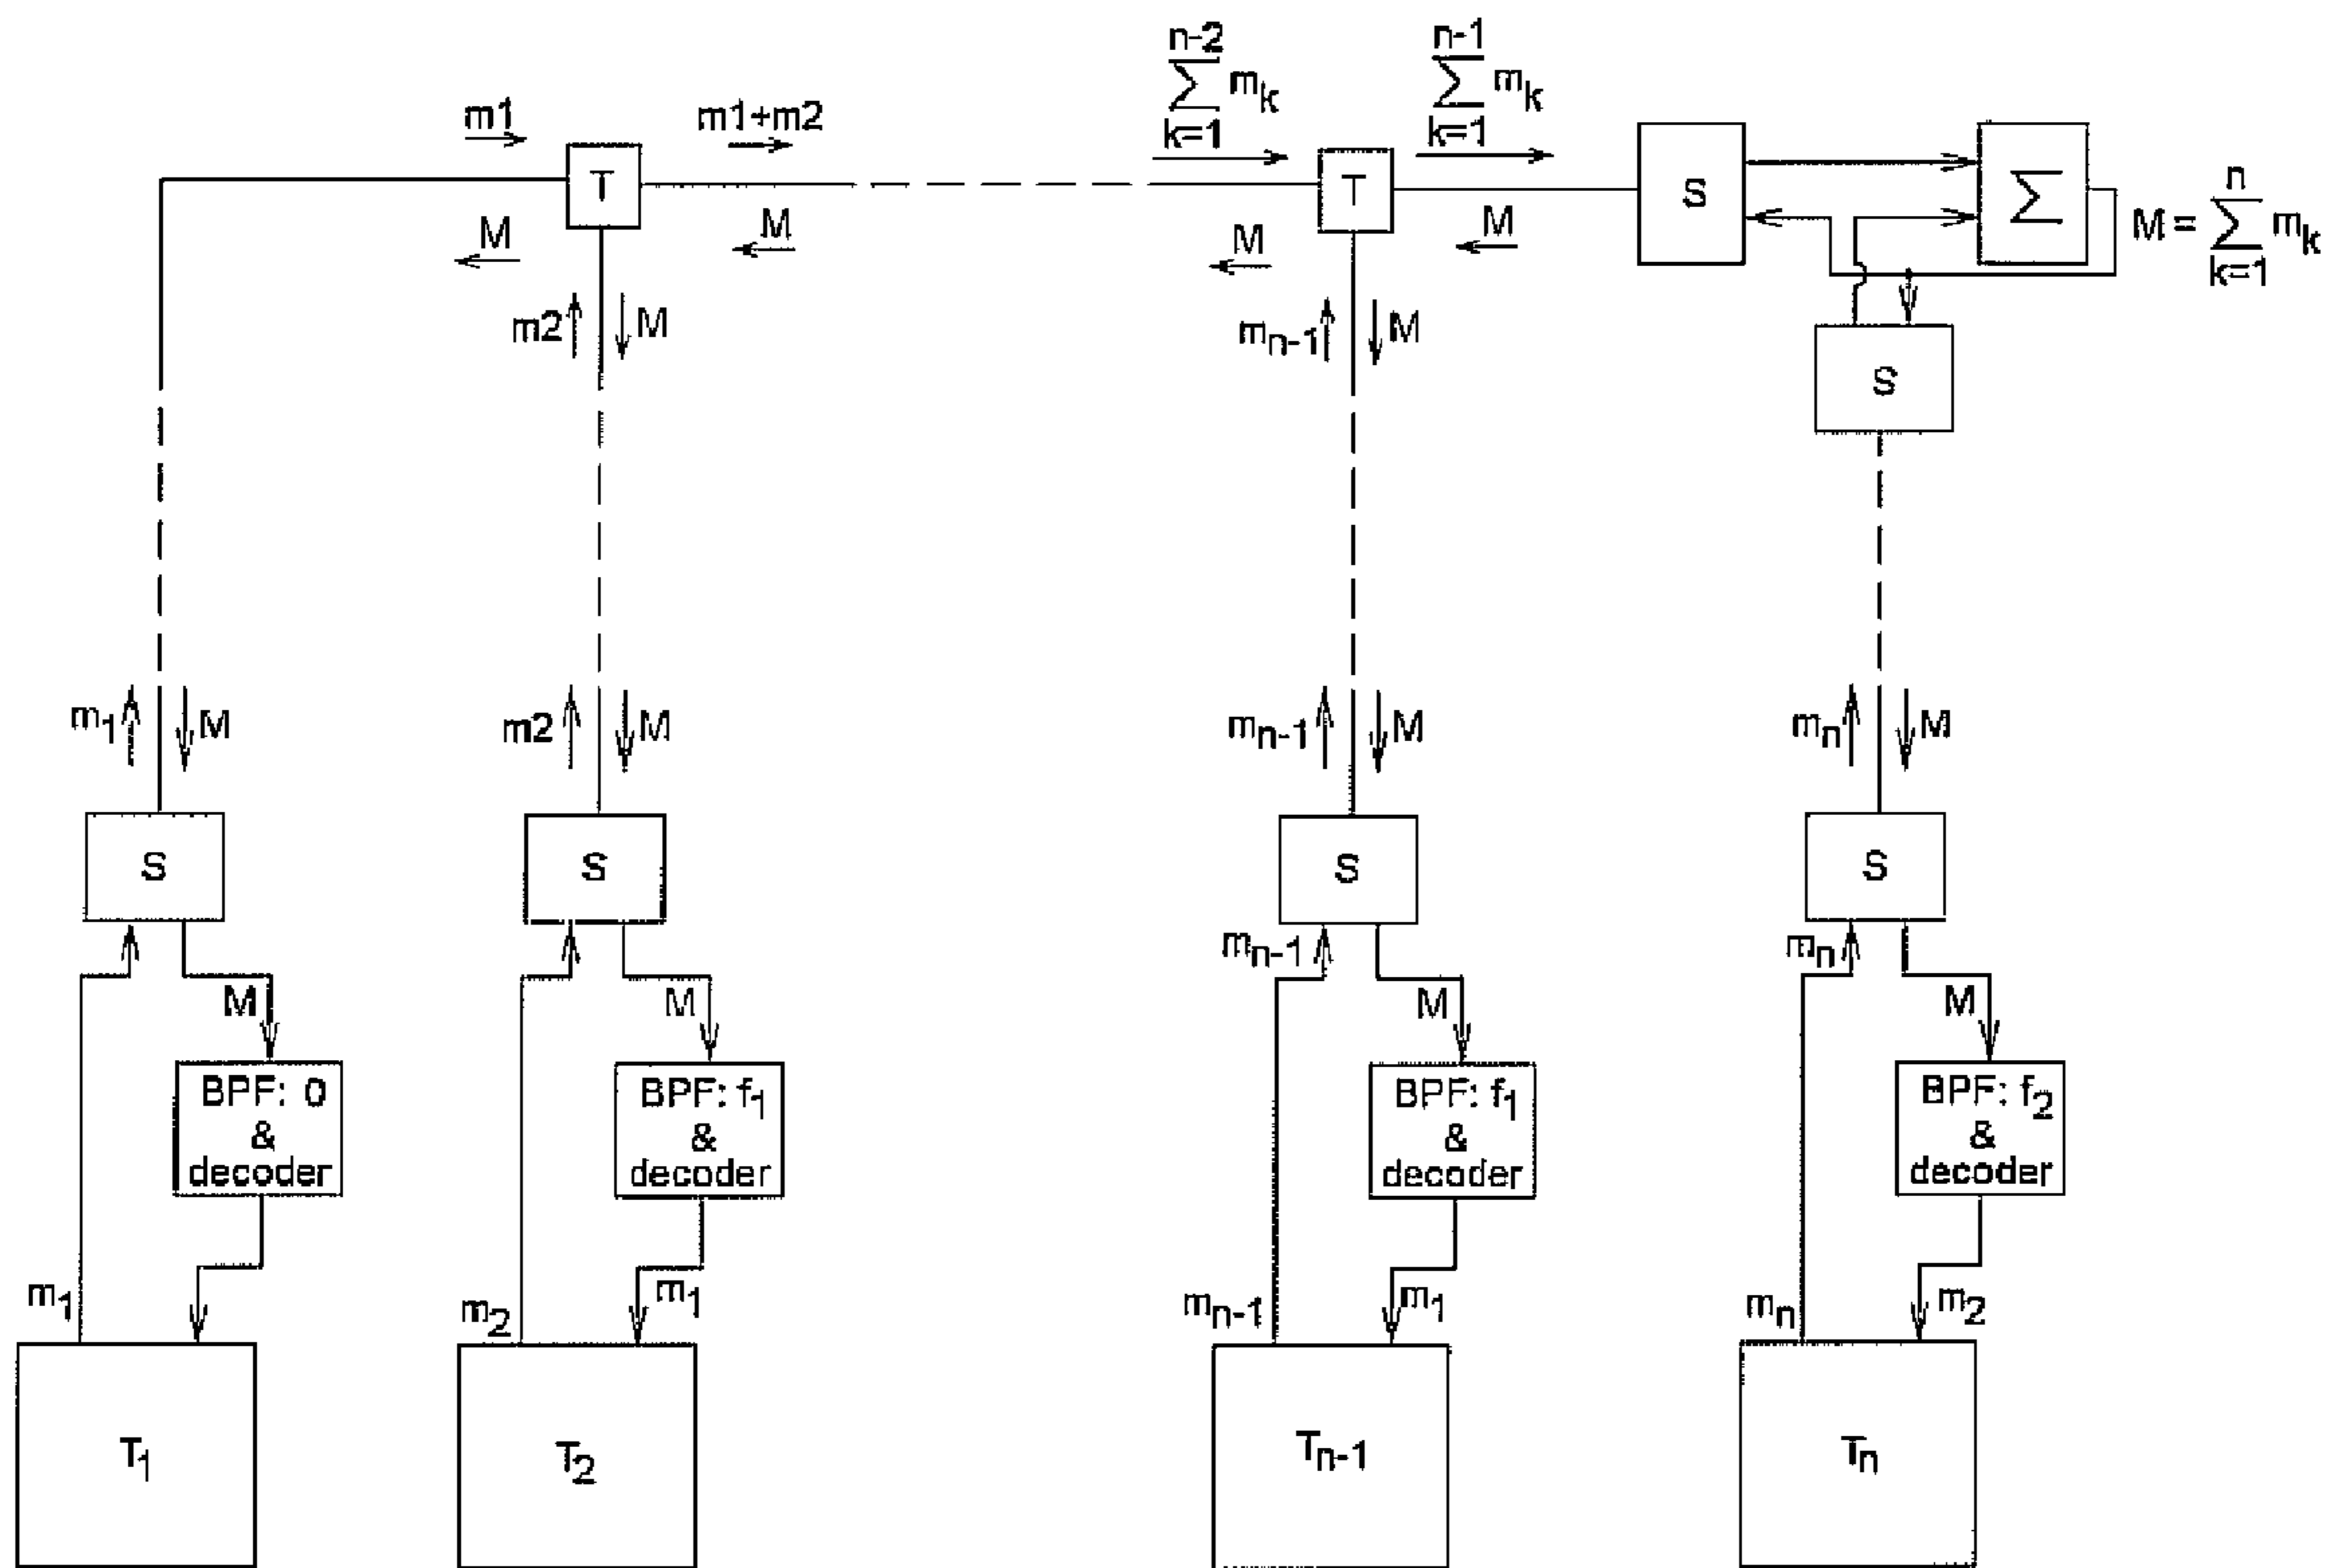 n-2
∑ m_k
k=1
n-1
∑ m_k
k=1
m1
m1+m2
T
T
S
∑
M = ∑ m_k
n
k=1
M
M
M
M
m2
M
m_n-1
M
S
m_1
M
m2
M
m_n-1
M
m_n
M
S
S
S
S
m_n-1
m_n
M
M
M
M
BPF: 0
&
decoder
BPF: f_1
&
decoder
BPF: f_1
&
decoder
BPF: f_2
&
decoder
m_1
m_2
m_1
m_n-1
m_1
m_n
m_2
T_1
T_2
T_n-1
T_n